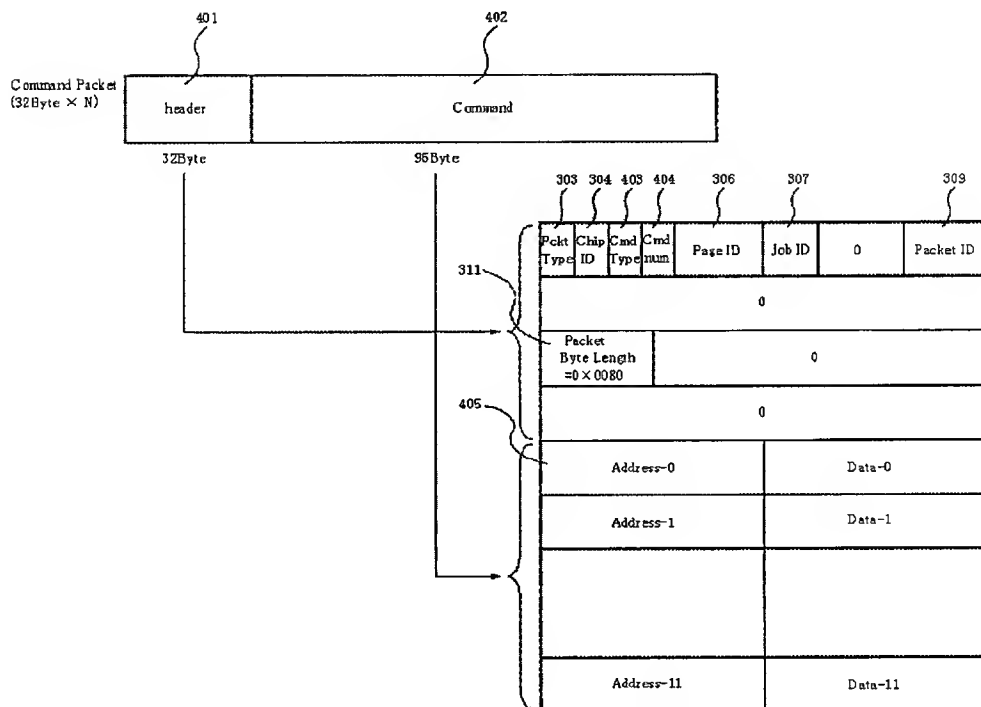 401
402
Command Packet
(32Byte × N)
header
Command
32Byte
96Byte
303
304
403
404
306
307
309
Pckt
Type
Chip
ID
Cmd
Type
Cmd
num
Page ID
Job ID
0
Packet ID
311
0
Packet
Byte Length
=0×0080
0
405
0
Address-0
Data-0
Address-1
Data-1
Address-11
Data-11